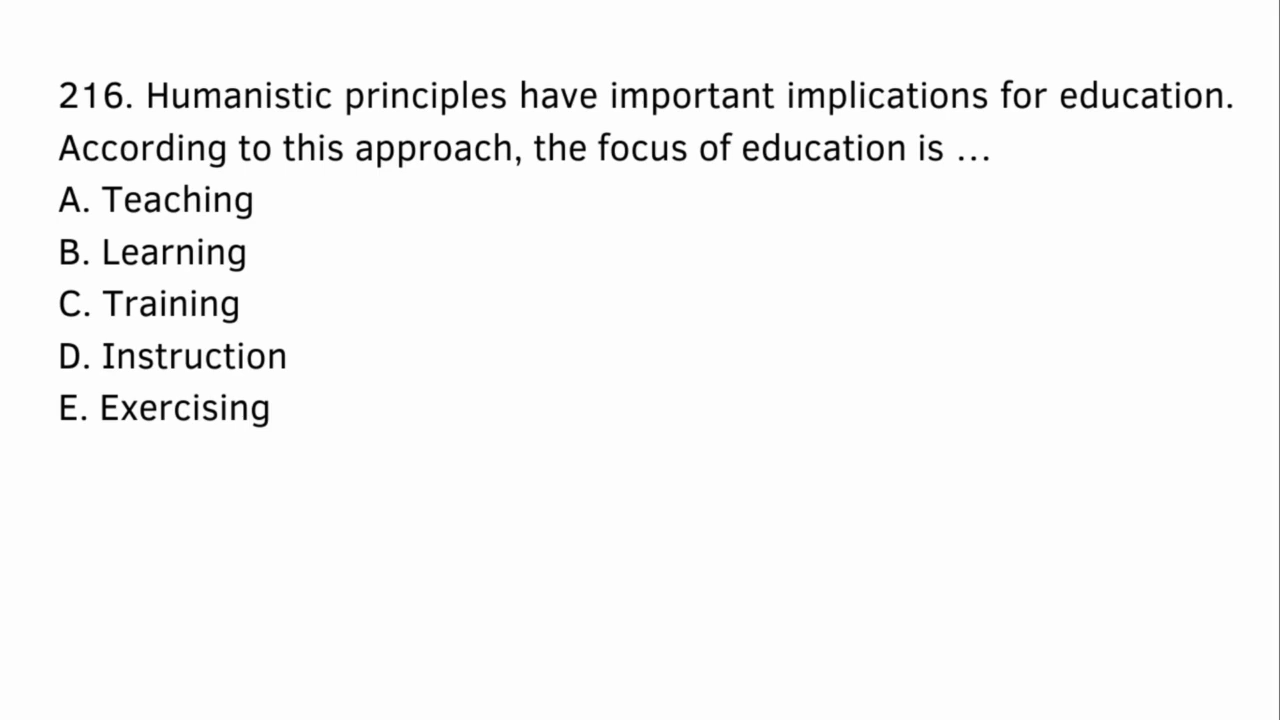 216. Humanistic principles have important implications for education.
According to this approach, the focus of education is ...
A. Teaching
B. Learning
C. Training
D. Instruction
E. Exercising